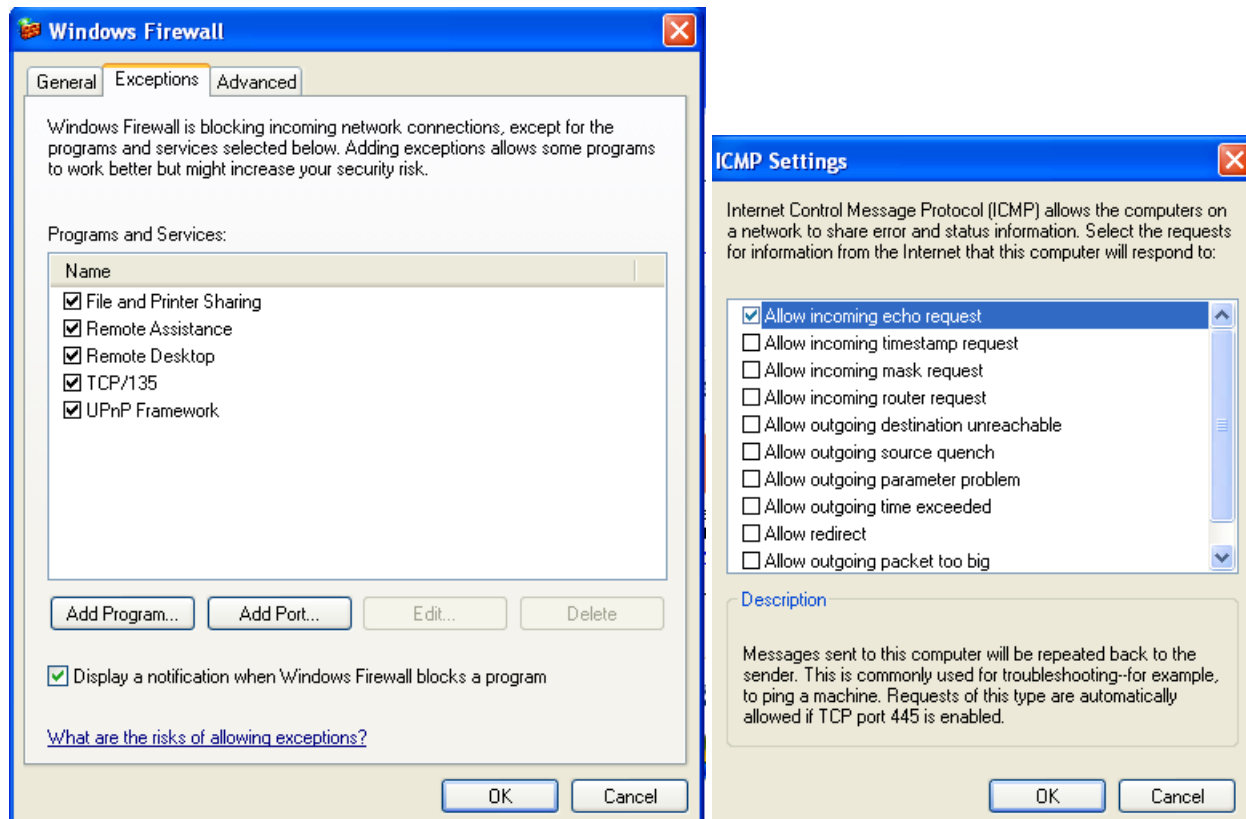 Windows Firewall
General
Exceptions
Advanced
Windows Firewall is blocking incoming network connections, except for the
programs and services selected below. Adding exceptions allows some programs
to work better but might increase your security risk.
Programs and Services:
Name
File and Printer Sharing
Remote Assistance
Remote Desktop
TCP/135
UPnP Framework
Add Program...
Add Port...
Edit...
Delete
Display a notification when Windows Firewall blocks a program
What are the risks of allowing exceptions?
OK
Cancel
ICMP Settings
Internet Control Message Protocol (ICMP) allows the computers on
a network to share error and status information. Select the requests
for information from the Internet that this computer will respond to:
Allow incoming echo request
Allow incoming timestamp request
Allow incoming mask request
Allow incoming router request
Allow outgoing destination unreachable
Allow outgoing source quench
Allow outgoing parameter problem
Allow outgoing time exceeded
Allow redirect
Allow outgoing packet too big
Description
Messages sent to this computer will be repeated back to the
sender. This is commonly used for troubleshooting--for example,
to ping a machine. Requests of this type are automatically
allowed if TCP port 445 is enabled.
OK
Cancel